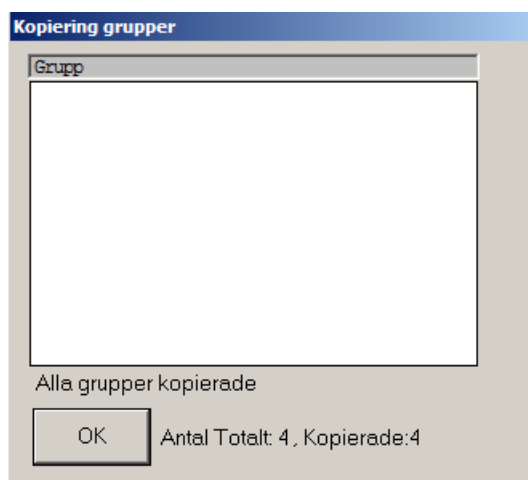 Kopiering grupper
Grupp
Alla grupper kopierade
OK
Antal Totalt: 4 , Kopierade:4